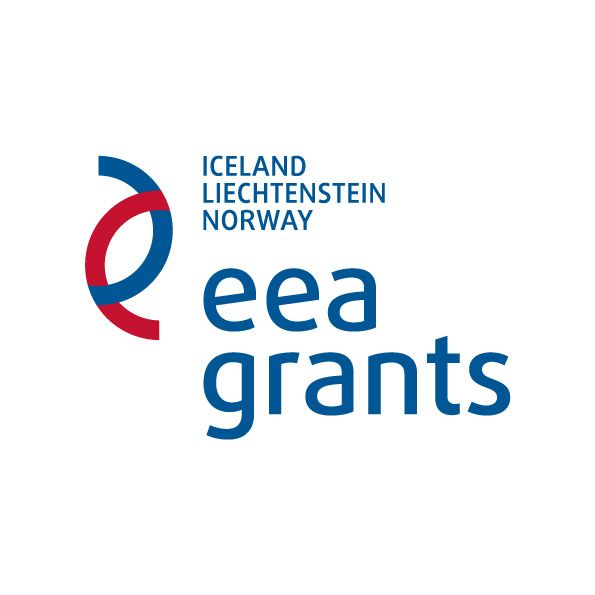 ICELAND
LIECHTENSTEIN
NORWAY
eea
grants